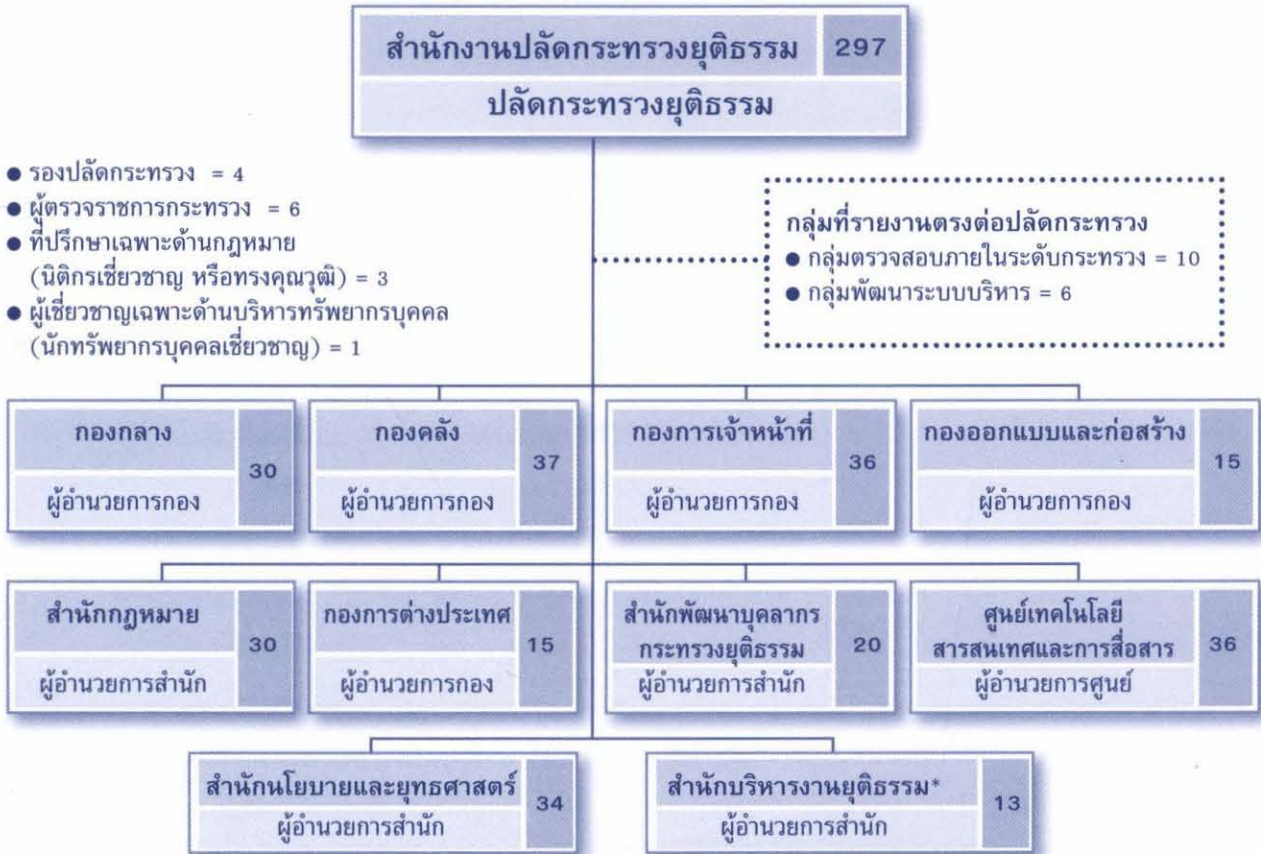 สำนักงานปลัดกระทรวงยุติธรรม 297
ปลัดกระทรวงยุติธรรม
● รองปลัดกระทรวง = 4
● ผู้ตรวจราชการกระทรวง = 6
● ที่ปรึกษาเฉพาะด้านกฎหมาย
(นิติกรเชี่ยวชาญ หรือทรงคุณวุฒิ) = 3
● ผู้เชี่ยวชาญเฉพาะด้านบริหารทรัพยากรบุคคล
(นักทรัพยากรบุคคลเชี่ยวชาญ) = 1
กลุ่มที่รายงานตรงต่อปลัดกระทรวง
● กลุ่มตรวจสอบภายในระดับกระทรวง = 10
● กลุ่มพัฒนาระบบบริหาร = 6
กองกลาง
30
ผู้อำนวยการกอง
กองคลัง
37
ผู้อำนวยการกอง
กองการเจ้าหน้าที่
36
ผู้อำนวยการกอง
กองออกแบบและก่อสร้าง
15
ผู้อำนวยการกอง
สำนักกฎหมาย
30
ผู้อำนวยการสำนัก
กองการต่างประเทศ
15
ผู้อำนวยการกอง
สำนักพัฒนาบุคลากร
กระทรวงยุติธรรม 20
ผู้อำนวยการสำนัก
ศูนย์เทคโนโลยี
สารสนเทศและการสื่อสาร 36
ผู้อำนวยการศูนย์
สำนักนโยบายและยุทธศาสตร์
34
ผู้อำนวยการสำนัก
สำนักบริหารงานยุติธรรม*
13
ผู้อำนวยการสำนัก